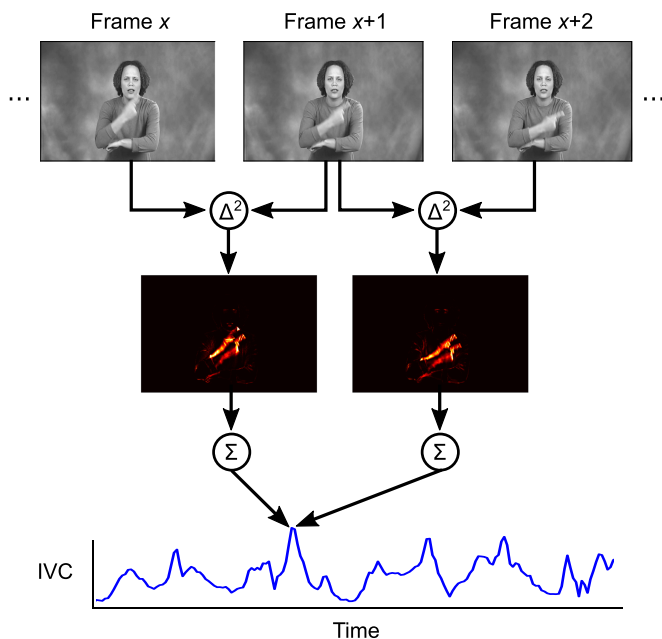 Frame x Frame x+1 Frame x+2
... ...
Δ² Δ²
Σ Σ
IVC
Time